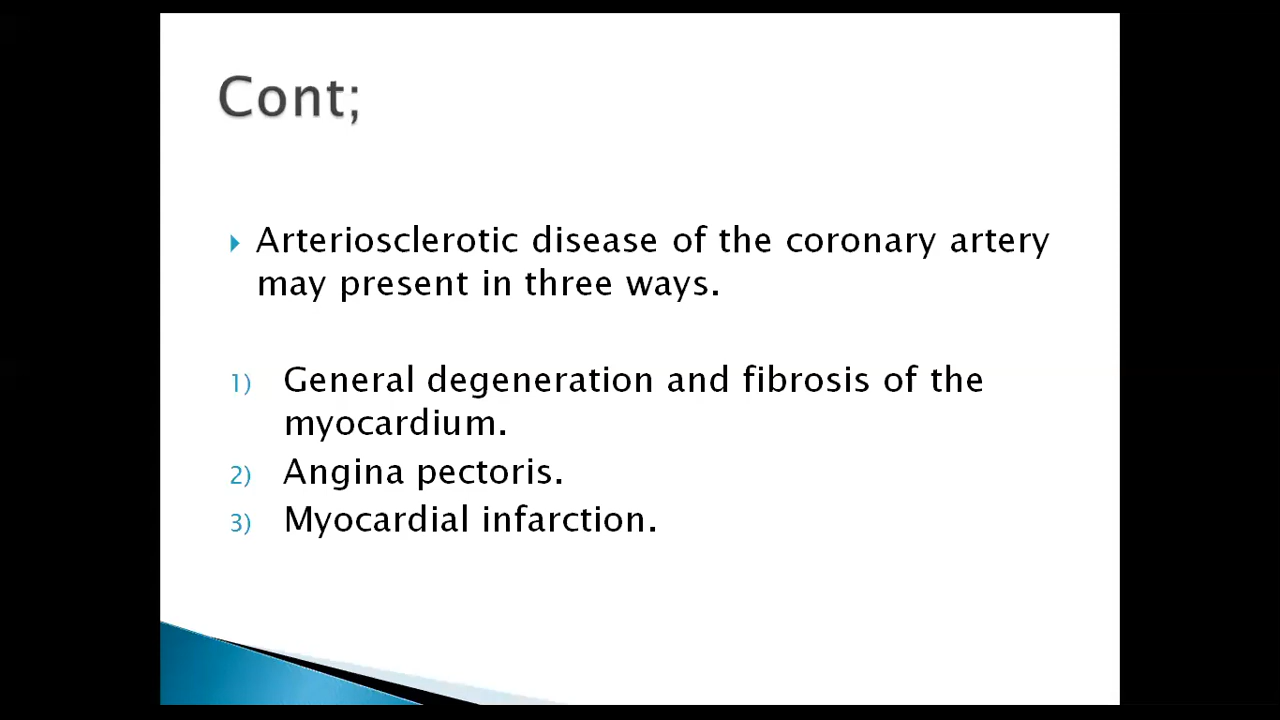 Cont;
Arteriosclerotic disease of the coronary artery
may present in three ways.
1) General degeneration and fibrosis of the
myocardium.
2) Angina pectoris.
3) Myocardial infarction.